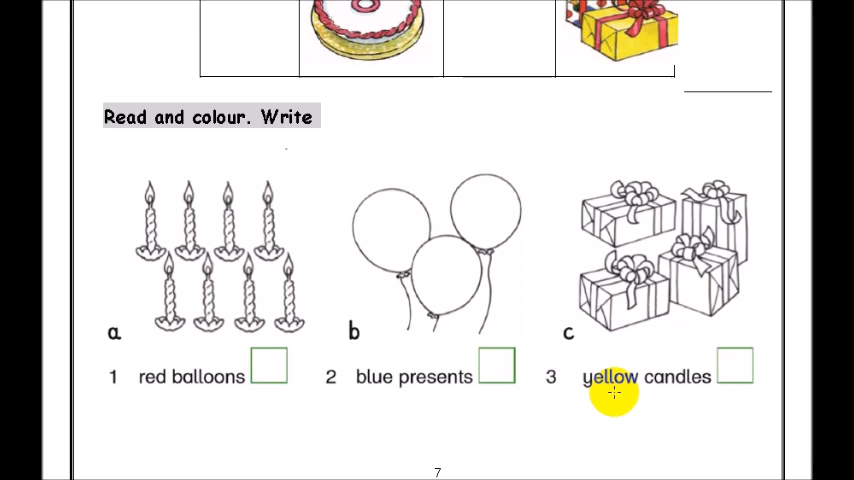 Read and colour. Write
a
b
c
1 red balloons
2 blue presents
3 yellow candles
7